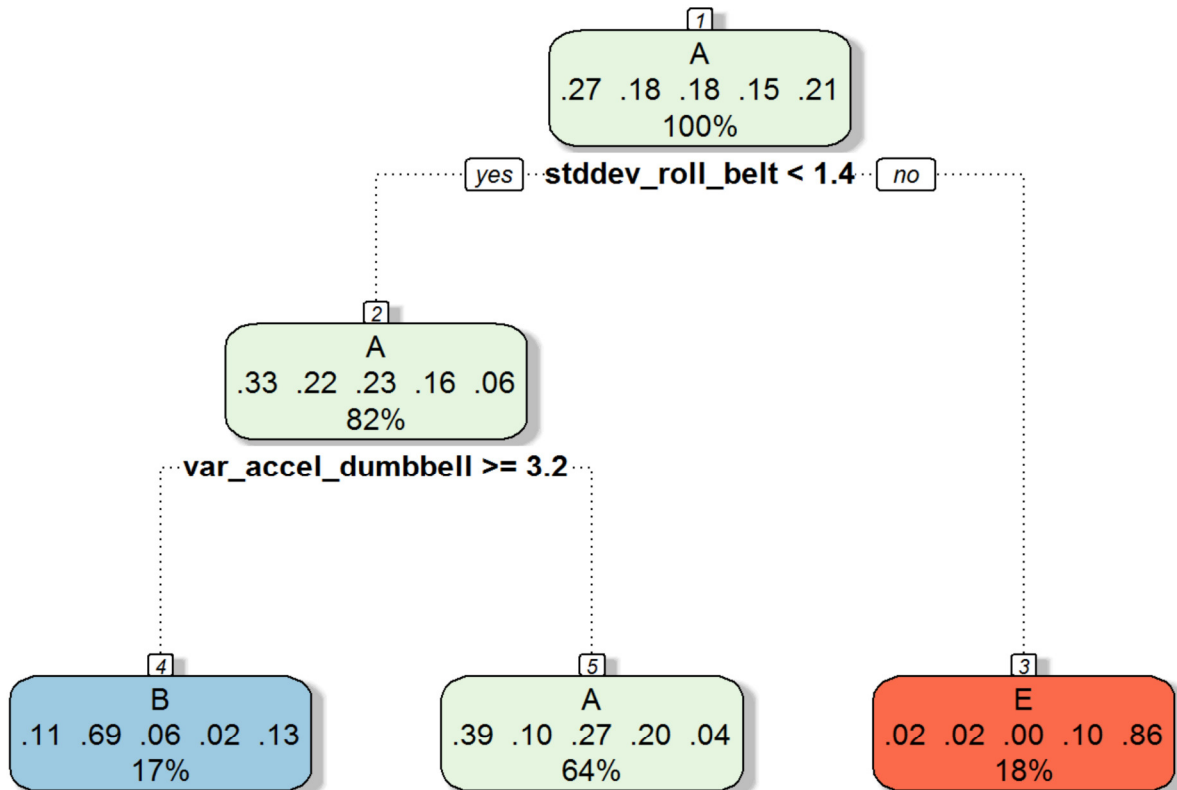 1
A
.27 .18 .18 .15 .21
100%
yes stddev_roll_belt < 1.4 no
2
A
.33 .22 .23 .16 .06
82%
var_accel_dumbbell >= 3.2
4
B
.11 .69 .06 .02 .13
17%
5
A
.39 .10 .27 .20 .04
64%
3
E
.02 .02 .00 .10 .86
18%